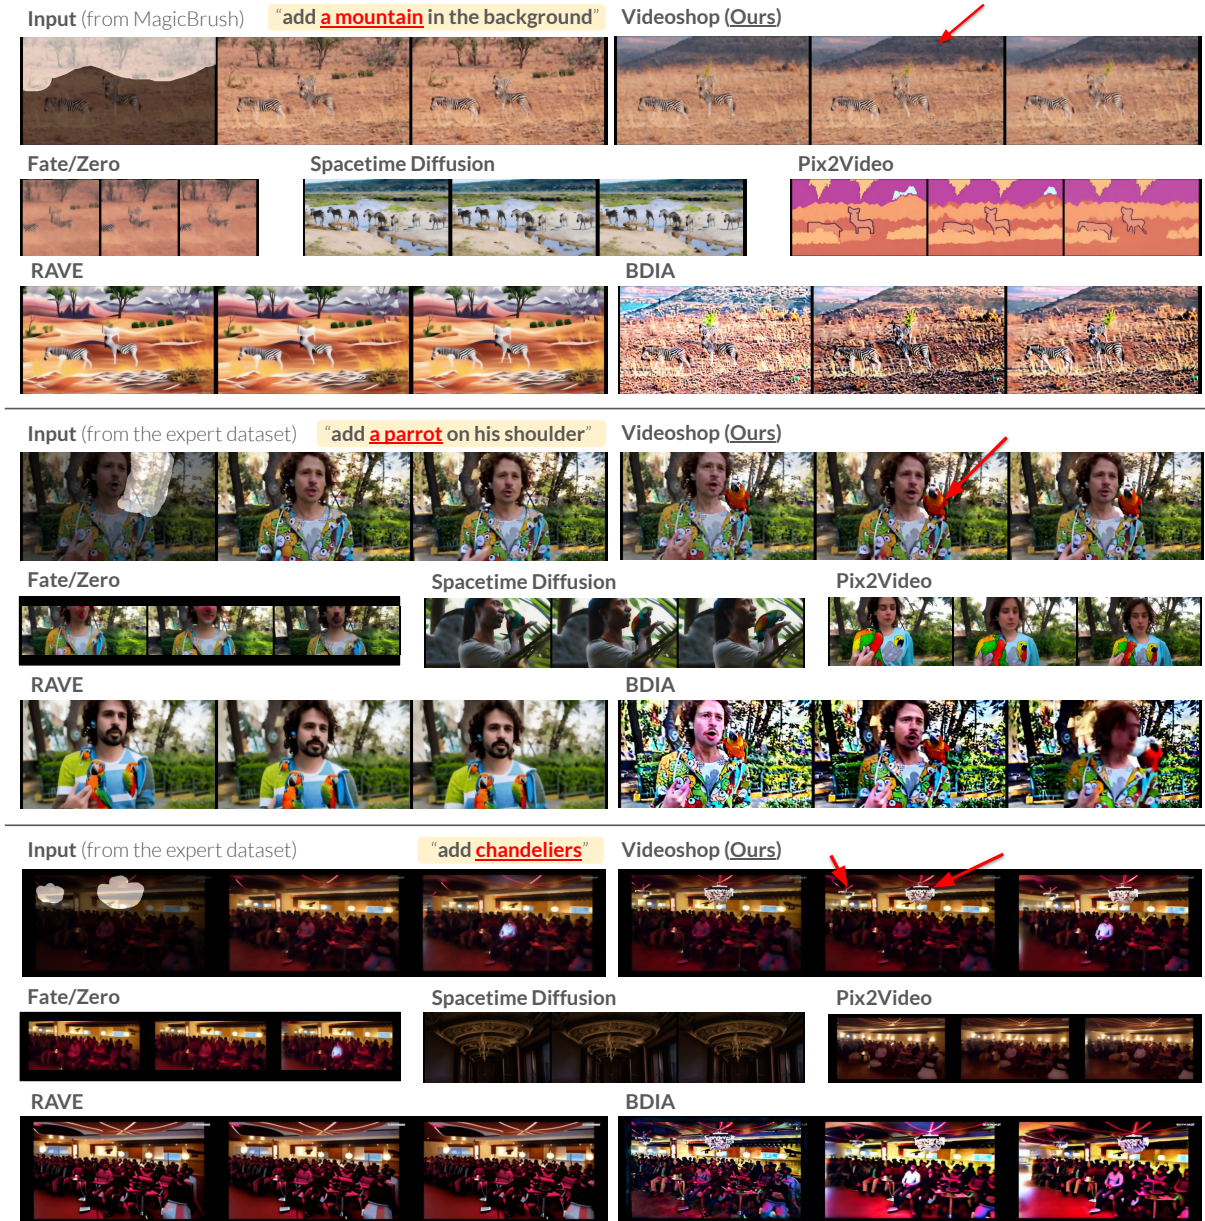 Input (from MagicBrush) "add a mountain in the background" Videoshop (Ours)
Fate/Zero Spacetime Diffusion Pix2Video
RAVE BDIA
Input (from the expert dataset) "add a parrot on his shoulder" Videoshop (Ours)
Fate/Zero Spacetime Diffusion Pix2Video
RAVE BDIA
Input (from the expert dataset) "add chandeliers" Videoshop (Ours)
Fate/Zero Spacetime Diffusion Pix2Video
RAVE BDIA